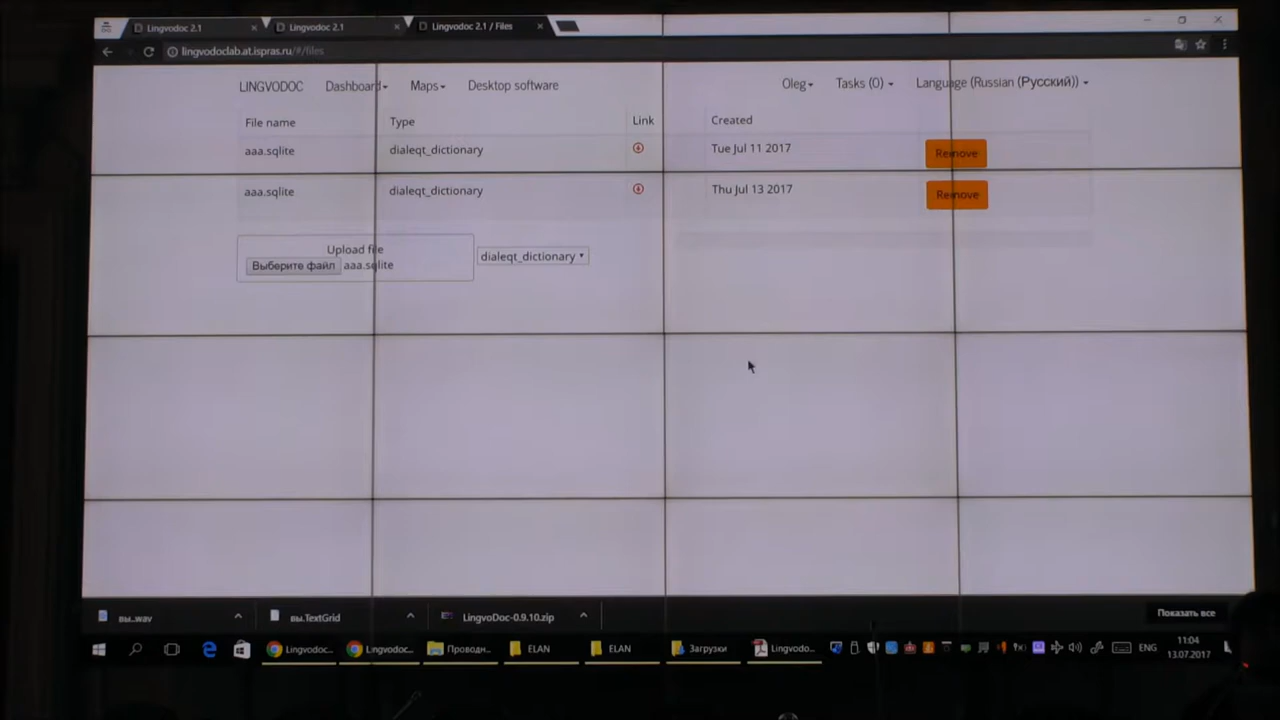 Lingvodoc 2.1
Lingvodoc 2.1
Lingvodoc 2.1 / Files
lingvodoclab.at.ispras.ru/#/files
LINGVODOC Dashboard Maps Desktop software Oleg Tasks (0) Language (Russian (Русский))
File name Type Link Created
aaa.sqlite dialeqt_dictionary Tue Jul 11 2017 Remove
aaa.sqlite dialeqt_dictionary Thu Jul 13 2017 Remove
Upload file
Выберите файл aaa.sqlite dialeqt_dictionary
вы..wav вы.TextGrid LingvoDoc-0.9.10.zip Показать все
Lingvodoc... Lingvodoc... Проводн... ELAN ELAN Загрузки Lingvodo... ENG 11:04
13.07.2017